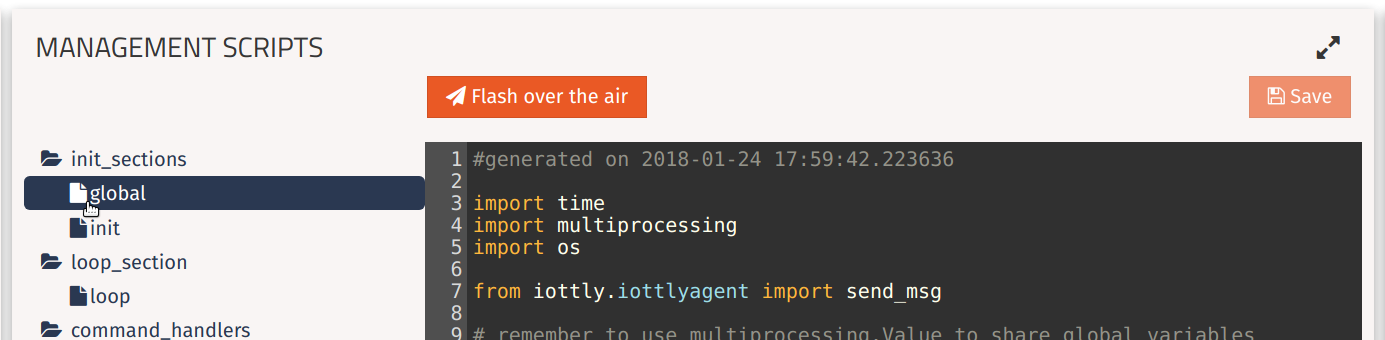 MANAGEMENT SCRIPTS
Flash over the air
Save
init_sections
global
init
loop_section
loop
command_handlers
1 #generated on 2018-01-24 17:59:42.223636
2
3 import time
4 import multiprocessing
5 import os
6
7 from iottly.iottlyagent import send_msg
8
9 # remember to use multiprocessing.Value to share global variables